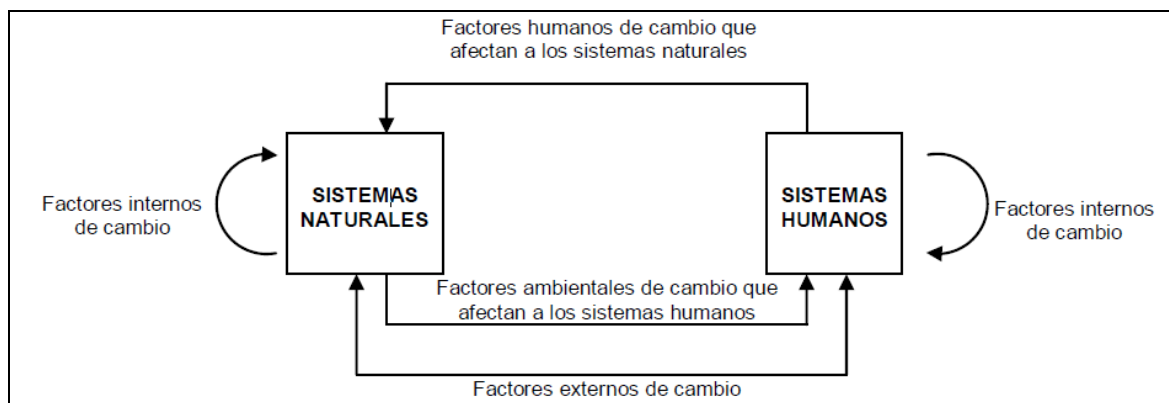 Factores humanos de cambio que
afectan a los sistemas naturales
SISTEMAS
NATURALES
SISTEMAS
HUMANOS
Factores internos
de cambio
Factores internos
de cambio
Factores ambientales de cambio que
afectan a los sistemas humanos
Factores externos de cambio